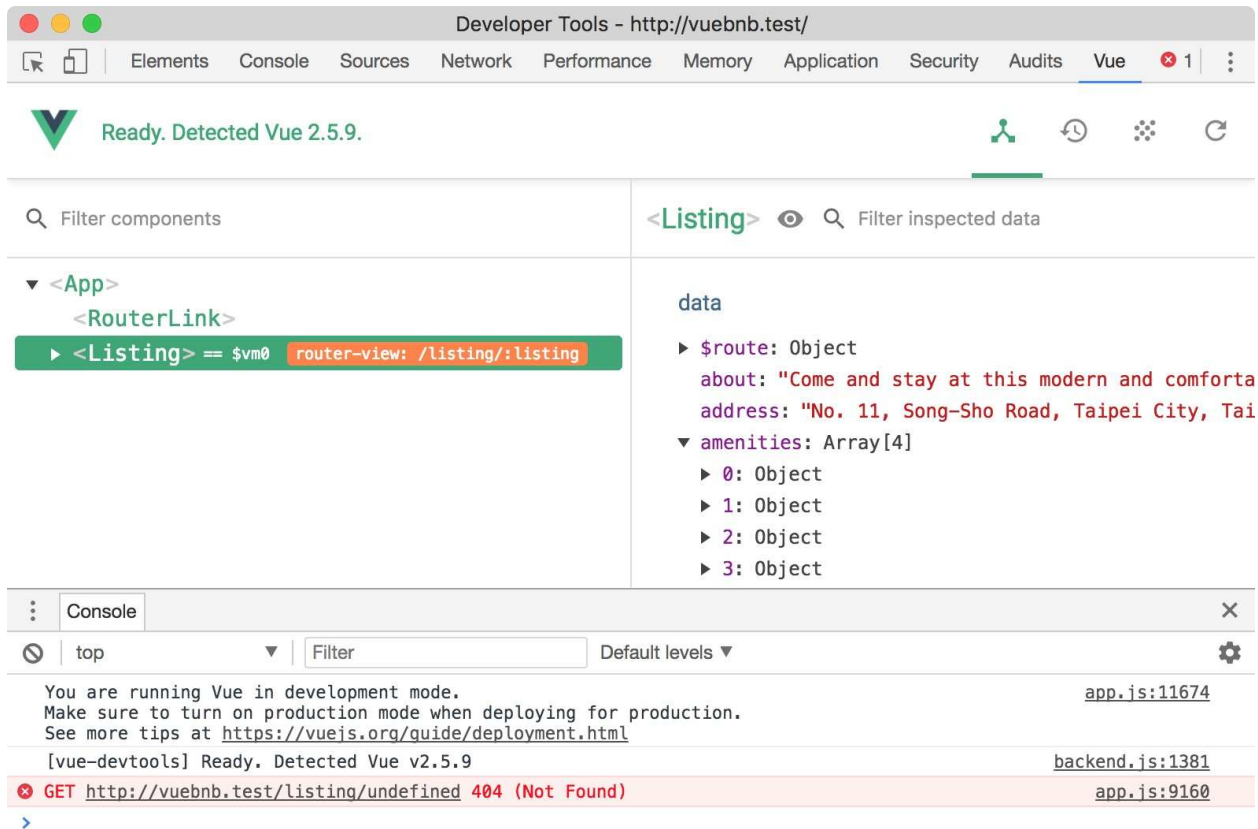 Developer Tools - http://vuebnb.test/
Elements Console Sources Network Performance Memory Application Security Audits Vue 1
Ready. Detected Vue 2.5.9.
Filter components
<Listing> Filter inspected data
<App>
<RouterLink>
<Listing> == $vm0 router-view: /listing/:listing
data
$route: Object
about: "Come and stay at this modern and comforta
address: "No. 11, Song-Sho Road, Taipei City, Tai
amenities: Array[4]
0: Object
1: Object
2: Object
3: Object
Console
top Filter Default levels
You are running Vue in development mode. app.js:11674
Make sure to turn on production mode when deploying for production.
See more tips at https://vuejs.org/guide/deployment.html
[vue-devtools] Ready. Detected Vue v2.5.9 backend.js:1381
GET http://vuebnb.test/listing/undefined 404 (Not Found) app.js:9160